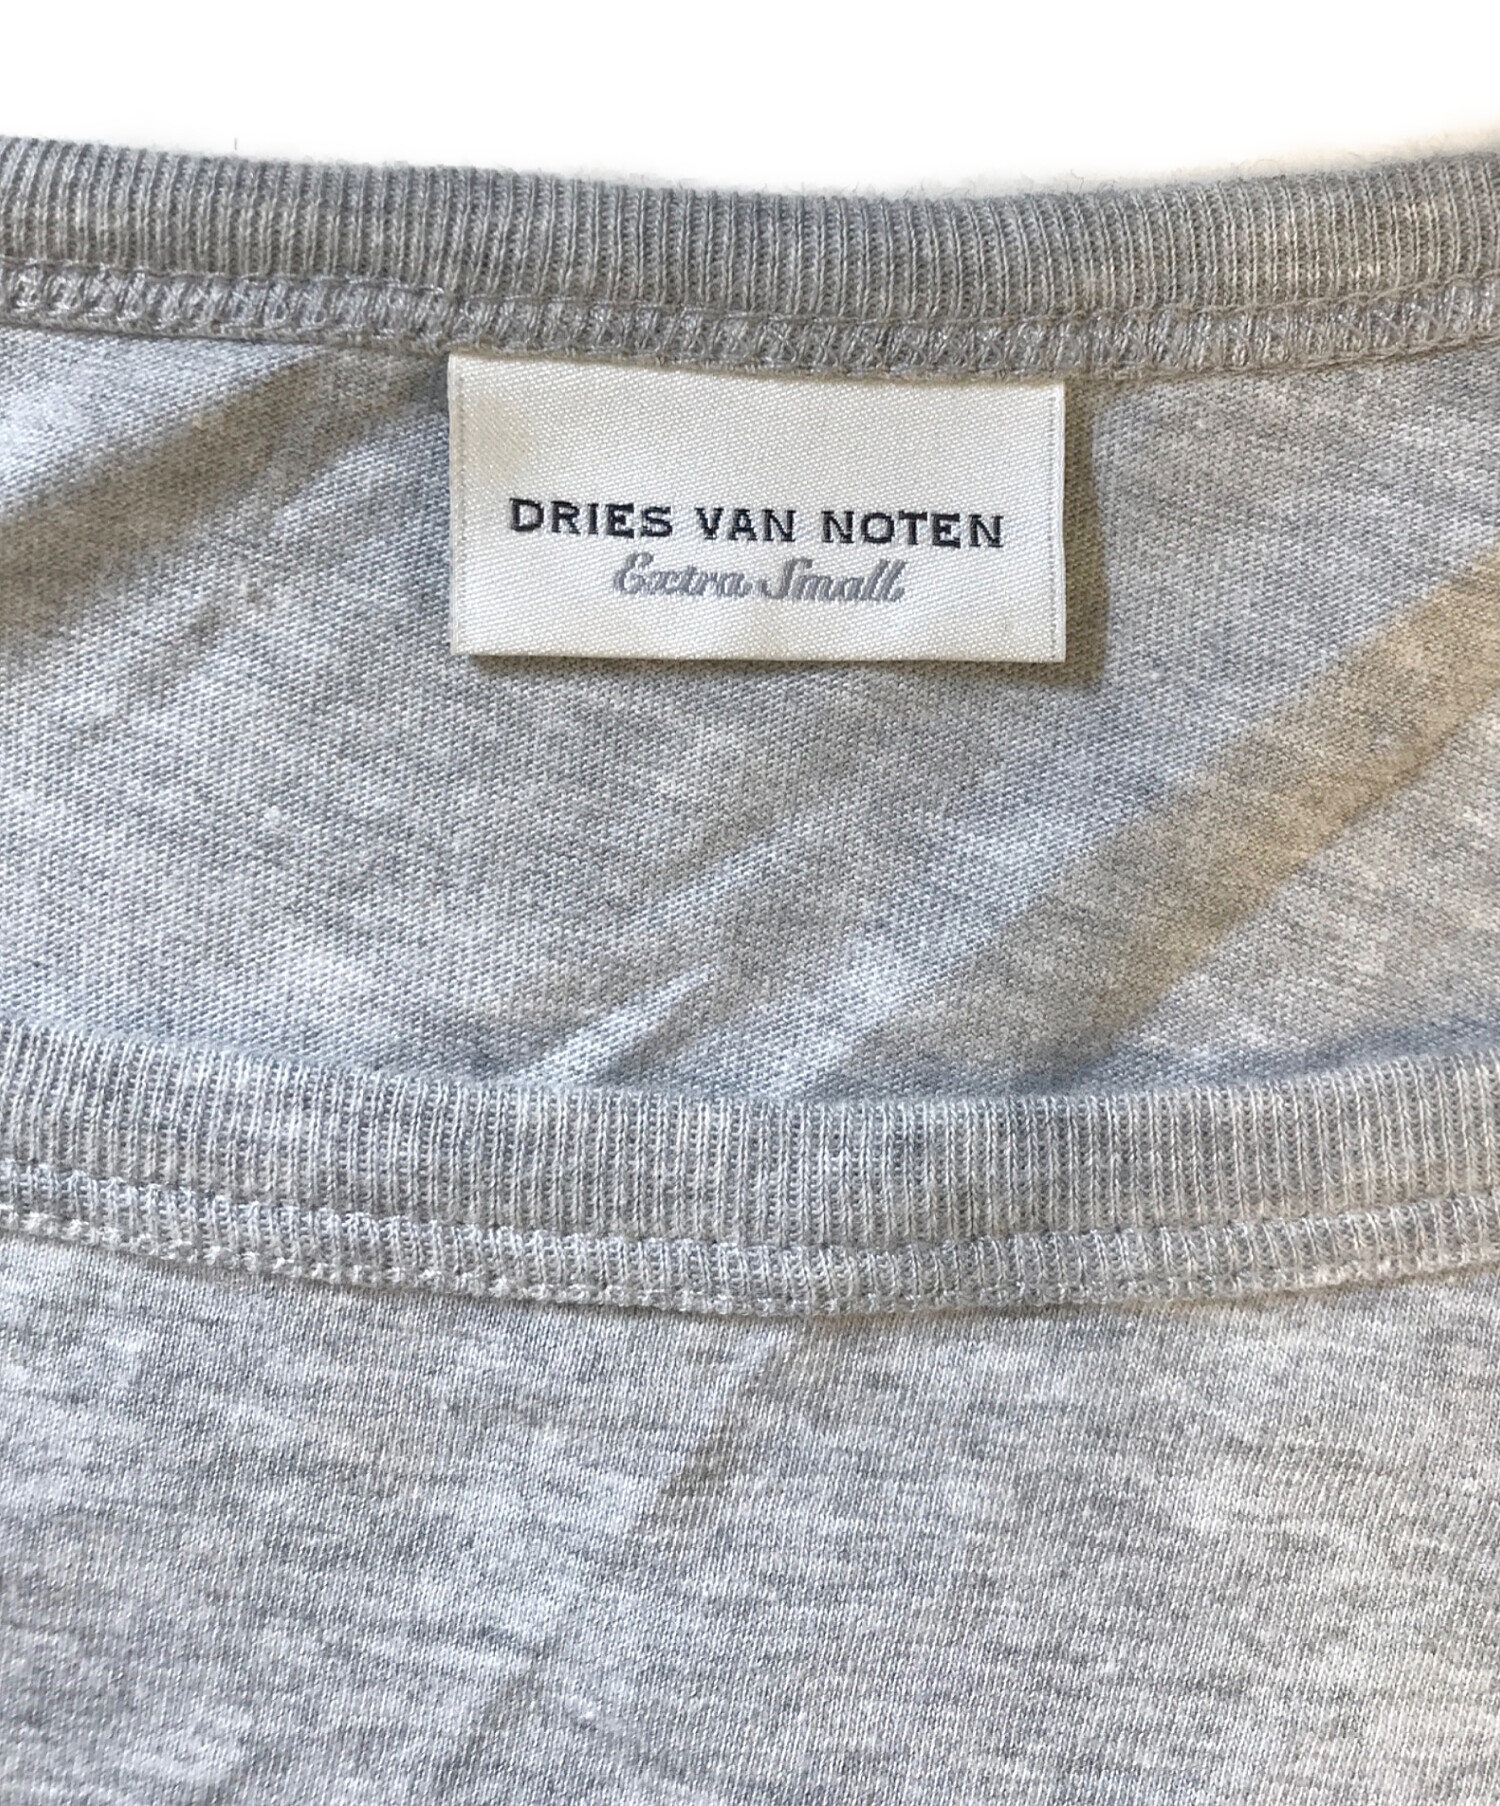 DRIES VAN NOTEN
Extra Small